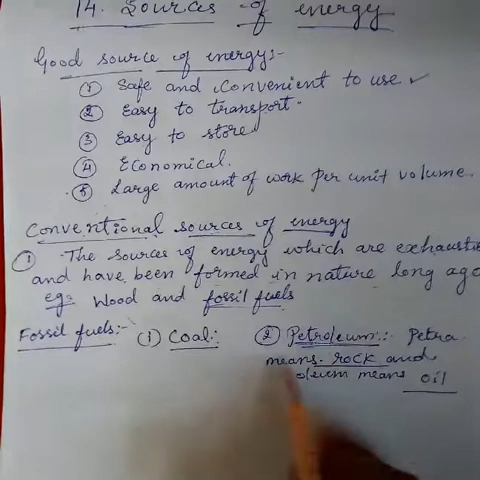 14. Sources of energy
Good source of energy:-
① Safe and convenient to use ✓
② Easy to transport.
③ Easy to store
④ Economical.
⑤ Large amount of work per unit volume.
Conventional sources of energy
① The sources of energy which are
and have been formed in nature long ago
eg: Wood and fossil fuels
Fossil fuels:- ① Coal: ② Petroleum:- Petra
means rock and
oleum means oil